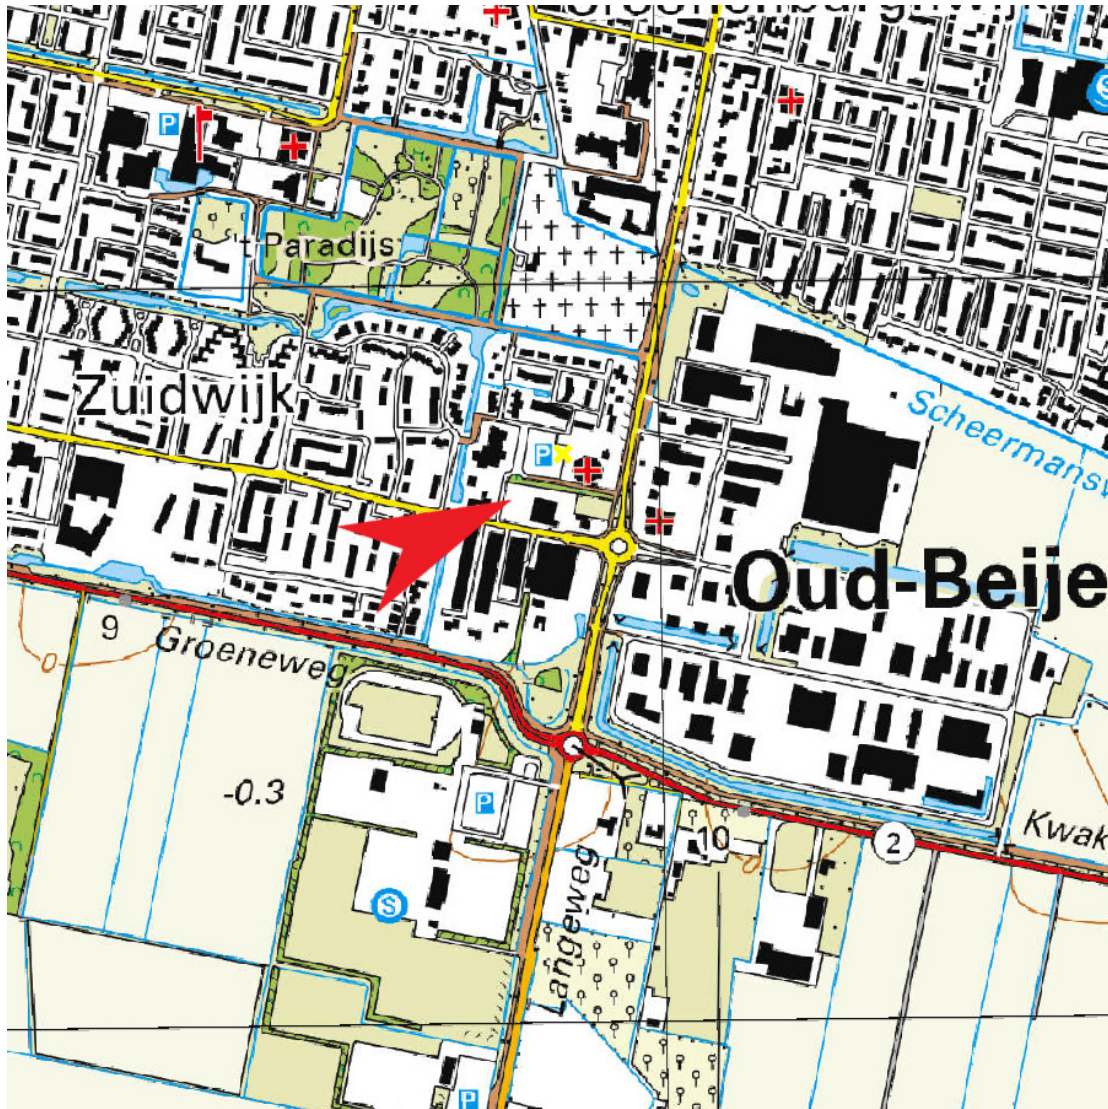 P
't Paradijs
Zuidwijk
Scheermansw
P
Oud-Beije
9
Groeneweg
-0.3
P
10
2
Kwak
S
Langeweg
P